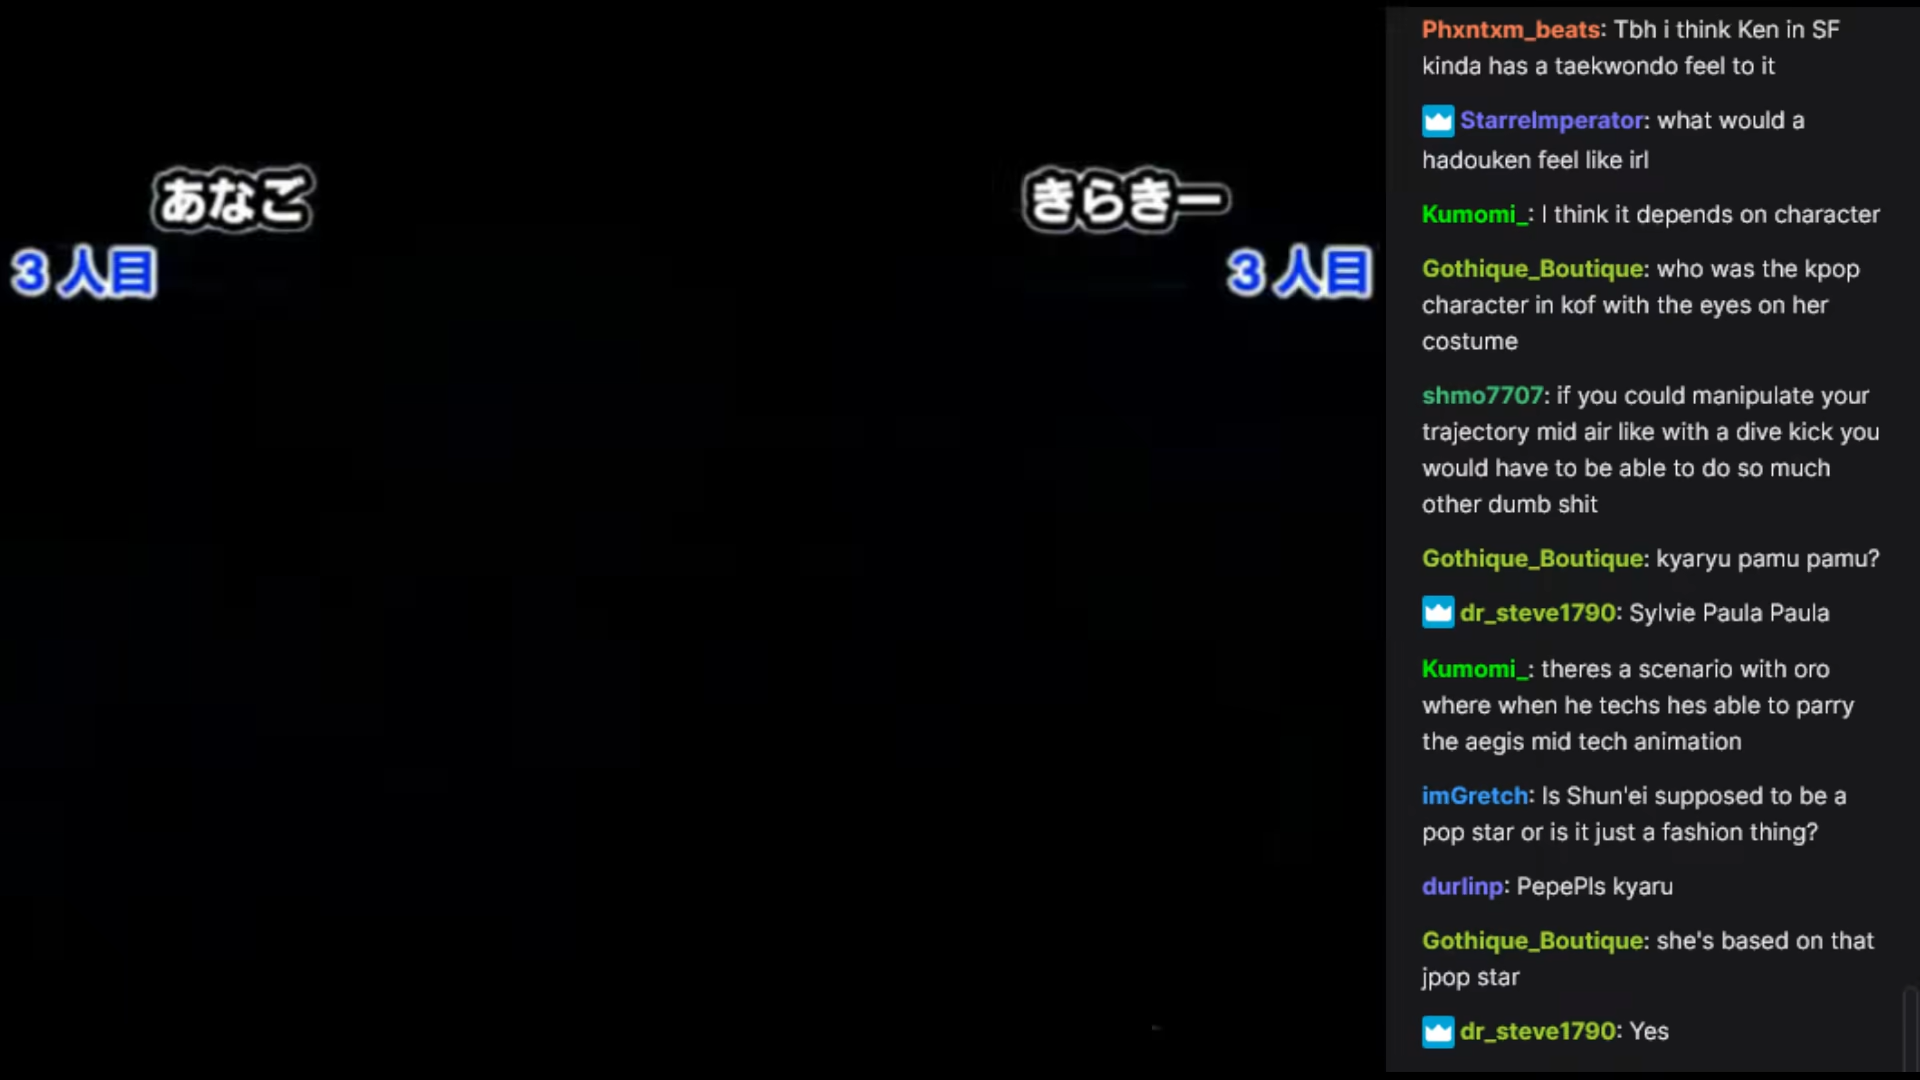 あなご
きらきー
3人目
3人目
Phxntxm_beats: Tbh i think Ken in SF
kinda has a taekwondo feel to it
StarreImperator: what would a
hadouken feel like irl
Kumomi_: I think it depends on character
Gothique_Boutique: who was the kpop
character in kof with the eyes on her
costume
shmo7707: if you could manipulate your
trajectory mid air like with a dive kick you
would have to be able to do so much
other dumb shit
Gothique_Boutique: kyaryu pamu pamu?
dr_steve1790: Sylvie Paula Paula
Kumomi_: theres a scenario with oro
where when he techs hes able to parry
the aegis mid tech animation
imGretch: Is Shun'ei supposed to be a
pop star or is it just a fashion thing?
durlinp: PepePls kyaru
Gothique_Boutique: she's based on that
jpop star
dr_steve1790: Yes